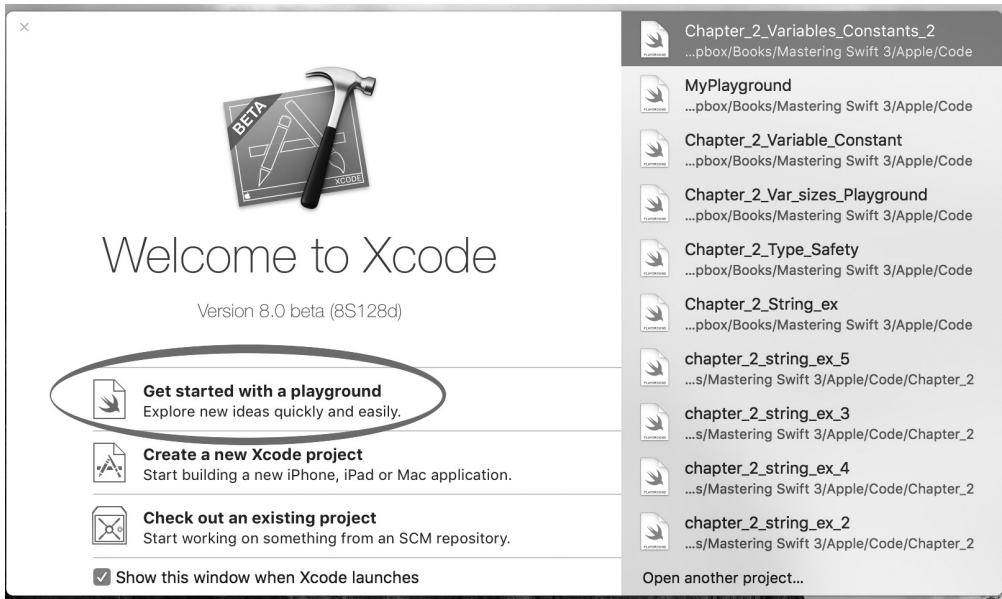 BETA
XCODE
Welcome to Xcode
Version 8.0 beta (8S128d)
Get started with a playground
Explore new ideas quickly and easily.
Create a new Xcode project
Start building a new iPhone, iPad or Mac application.
Check out an existing project
Start working on something from an SCM repository.
Show this window when Xcode launches
Chapter_2_Variables_Constants_2
...pbox/Books/Mastering Swift 3/Apple/Code
MyPlayground
...pbox/Books/Mastering Swift 3/Apple/Code
Chapter_2_Variable_Constant
...pbox/Books/Mastering Swift 3/Apple/Code
Chapter_2_Var_sizes_Playground
...pbox/Books/Mastering Swift 3/Apple/Code
Chapter_2_Type_Safety
...pbox/Books/Mastering Swift 3/Apple/Code
Chapter_2_String_ex
...pbox/Books/Mastering Swift 3/Apple/Code
chapter_2_string_ex_5
...s/Mastering Swift 3/Apple/Code/Chapter_2
chapter_2_string_ex_3
...s/Mastering Swift 3/Apple/Code/Chapter_2
chapter_2_string_ex_4
...s/Mastering Swift 3/Apple/Code/Chapter_2
chapter_2_string_ex_2
...s/Mastering Swift 3/Apple/Code/Chapter_2
Open another project...